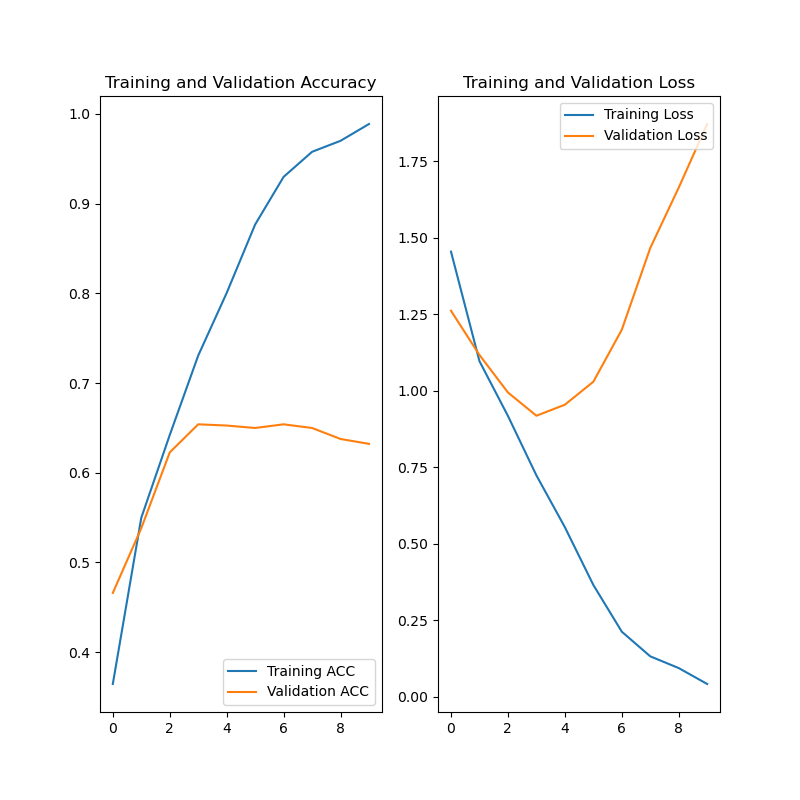 Training and Validation Accuracy
1.0
0.9
0.8
0.7
0.6
0.5
0.4
Training ACC
Validation ACC
0 2 4 6 8
Training and Validation Loss
Training Loss
Validation Loss
1.75
1.50
1.25
1.00
0.75
0.50
0.25
0.00
0 2 4 6 8